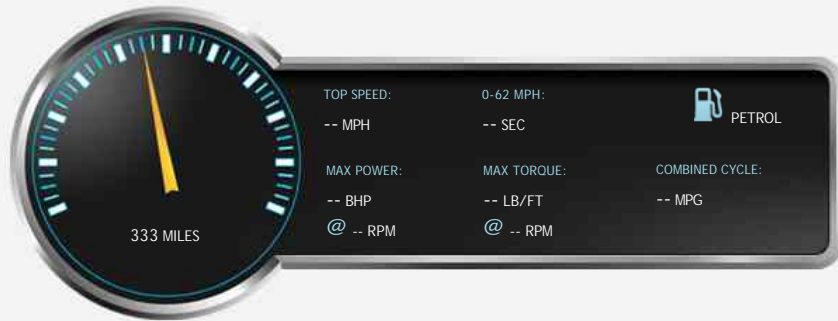 TOP SPEED:
-- MPH
0-62 MPH:
-- SEC
PETROL
MAX POWER:
-- BHP
@ -- RPM
MAX TORQUE:
-- LB/FT
@ -- RPM
COMBINED CYCLE:
-- MPG
333 MILES